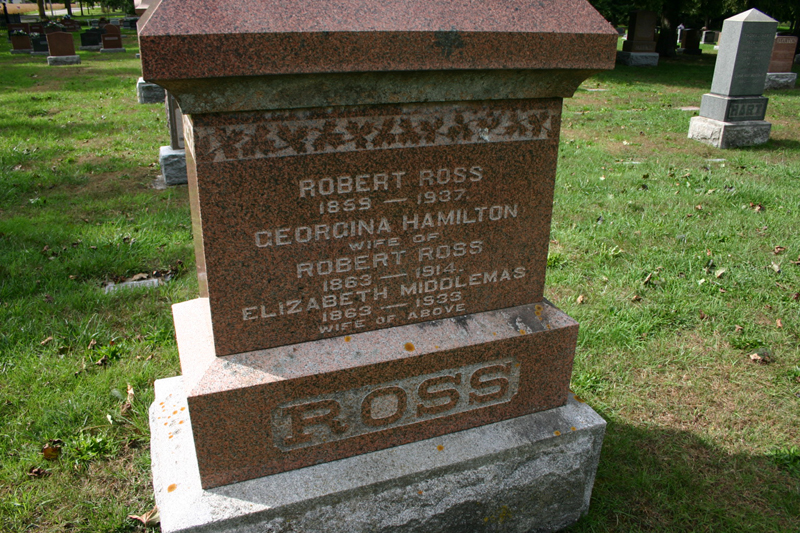 ROBERT ROSS
1859 — 1937.
GEORGINA HAMILTON
WIFE OF
ROBERT ROSS
1863 — 1914.
ELIZABETH MIDDLEMAS
1863 — 1933
WIFE OF ABOVE
ROSS